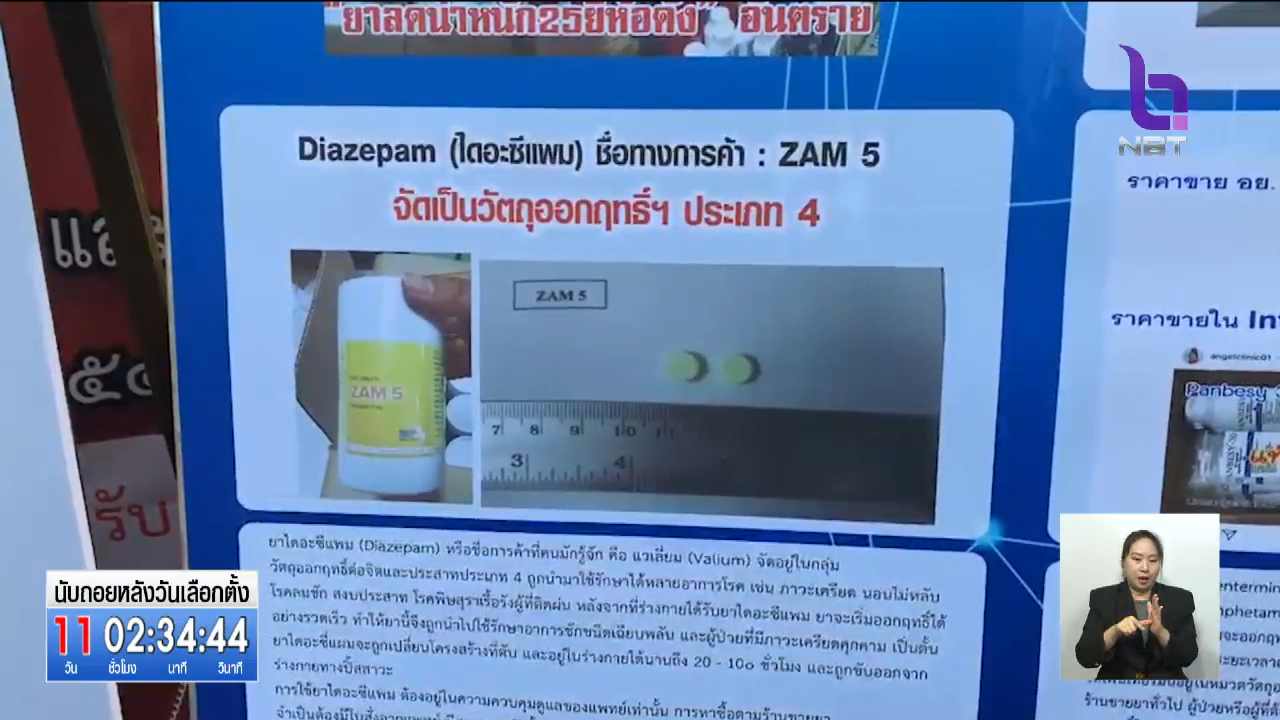 "ยาลดน้ำหนัก25ยี่ห้อดัง" อันตราย
NBT
Diazepam (ไดอะซีแพม) ชื่อทางการค้า : ZAM 5
จัดเป็นวัตถุออกฤทธิ์ฯ ประเภท 4
ราคาขาย อย.
ZAM 5
ZAM 5
7 8 9 10 11
3 4
ราคาขายใน
angelclinic01
Panbesy
ยาไดอะซีแพม (Diazepam) หรือชื่อการค้าที่คนมักรู้จัก คือ แวเลี่ยม (Valium) จัดอยู่ในกลุ่ม
วัตถุออกฤทธิ์ต่อจิตและประสาทประเภท 4 ถูกนำมาใช้รักษาได้หลายอาการโรค เช่น ภาวะเครียด นอนไม่หลับ
โรคลมชัก สงบประสาท โรคพิษสุราเรื้อรังผู้ที่ติดฝน หลังจากที่ร่างกายได้รับยาไดอะซีแพม ยาจะเริ่มออกฤทธิ์ได้
อย่างรวดเร็ว ทำให้ยานี้จึงถูกนำไปใช้รักษาอาการชักชนิดเฉียบพลัน และผู้ป่วยที่มีภาวะเครียดคุกคาม เป็นต้น
ยาไดอะซีแผมจะถูกเปลี่ยนโครงสร้างที่ตับ และอยู่ในร่างกายได้นานถึง 20 - 10๐ ชั่วโมง และถูกขับออกจาก
ร่างกายทางปัสสาวะ
การใช้ยาไดอะซีแพม ต้องอยู่ในความควบคุมดูแลของแพทย์เท่านั้น การหาซื้อตามร้านขายยา
รับ
นับถอยหลังวันเลือกตั้ง
11 02:34:44
วัน ชั่วโมง นาที วินาที